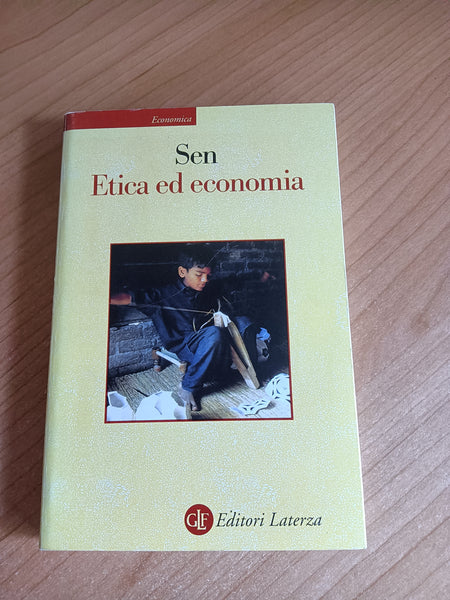 Economica
Sen
Etica ed economia
GLF Editori Laterza